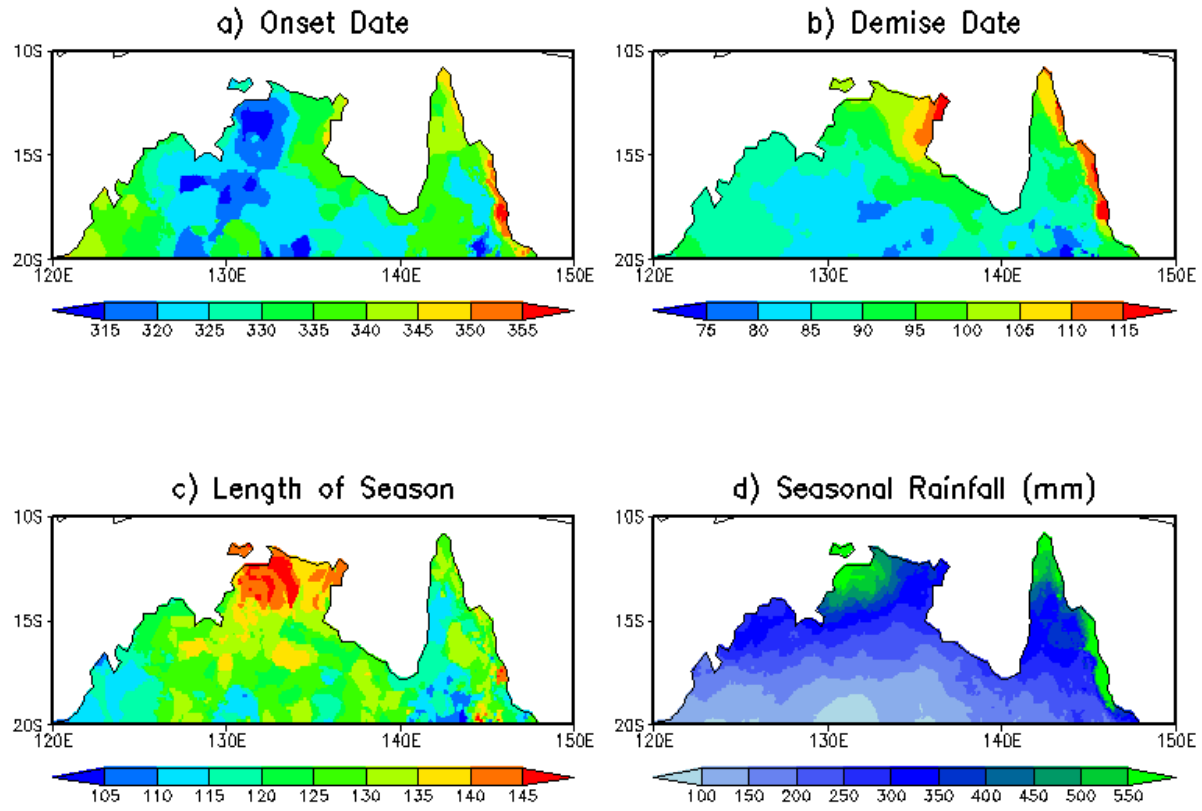 a) Onset Date
b) Demise Date
10S
15S
20S
120E 130E 140E 150E
315 320 325 330 335 340 345 350 355
10S
15S
20S
120E 130E 140E 150E
75 80 85 90 95 100 105 110 115
c) Length of Season
d) Seasonal Rainfall (mm)
10S
15S
20S
120E 130E 140E 150E
105 110 115 120 125 130 135 140 145
10S
15S
20S
120E 130E 140E 150E
100 150 200 250 300 350 400 450 500 550